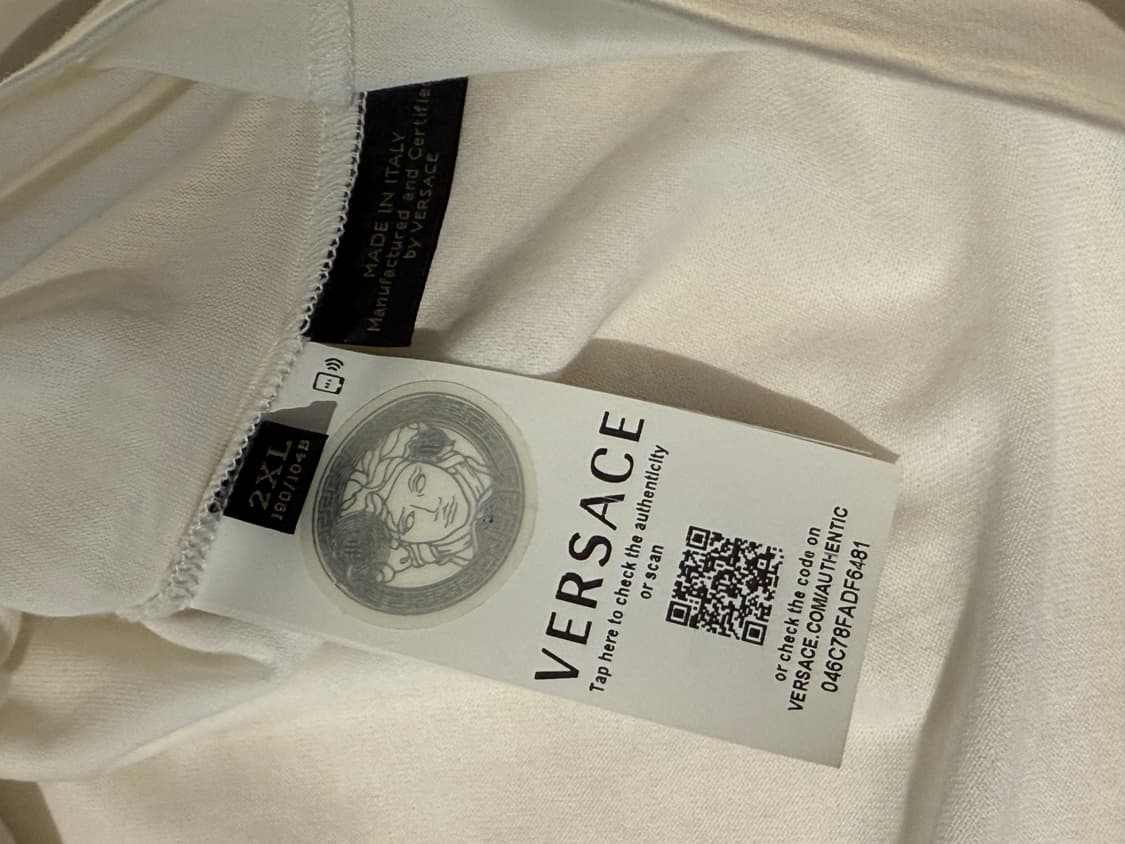 MADE IN ITALY
Manufactured and Certified
by VERSACE
2XL
190/104B
VERSACE
Tap here to check the authenticity
or scan
or check the code on
VERSACE.COM/AUTHENTIC
046C78FADF6481